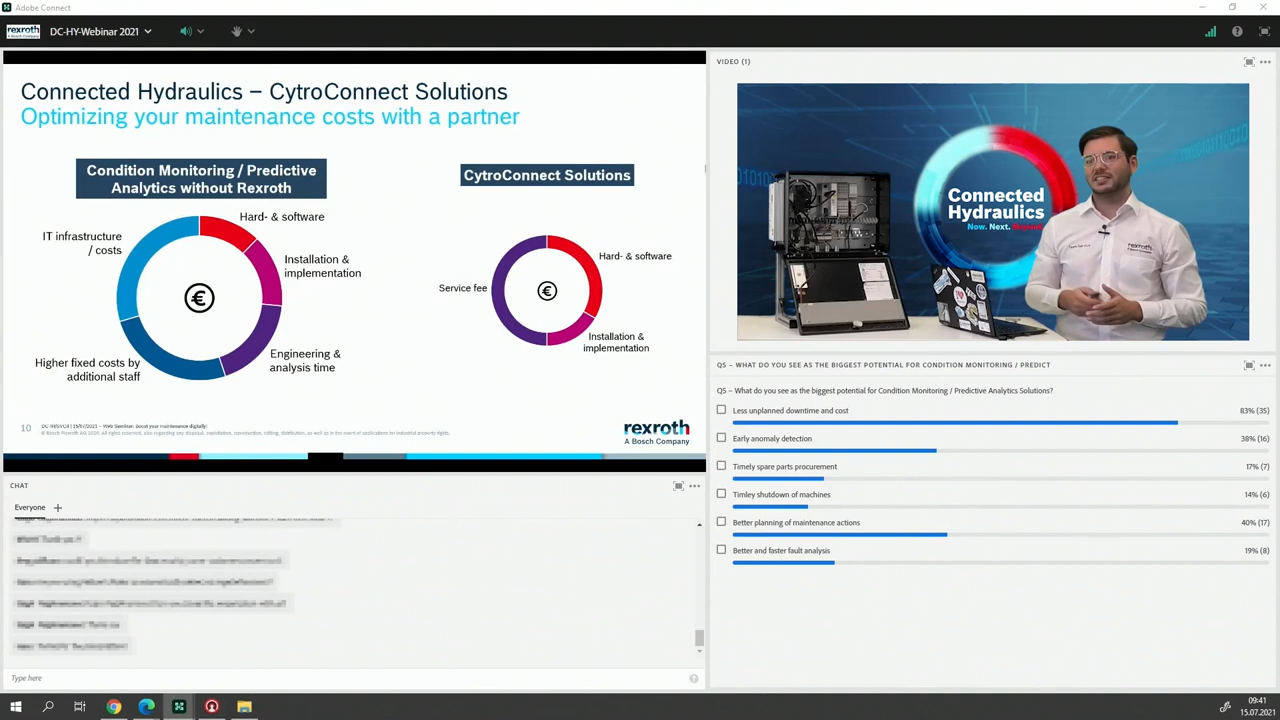 Adobe Connect
rexroth
A Bosch Company
DC-HY-Webinar 2021
Connected Hydraulics – CytroConnect Solutions
Optimizing your maintenance costs with a partner
Condition Monitoring / Predictive
Analytics without Rexroth
Hard- & software
IT infrastructure
/ costs
Installation &
implementation
€
Higher fixed costs by
additional staff
Engineering &
analysis time
CytroConnect Solutions
Hard- & software
Service fee
€
Installation &
implementation
10
rexroth
A Bosch Company
VIDEO (1)
Connected
Hydraulics
Now. Next.
rexroth
Q5 – WHAT DO YOU SEE AS THE BIGGEST POTENTIAL FOR CONDITION MONITORING / PREDICT
Q5 – What do you see as the biggest potential for Condition Monitoring / Predictive Analytics Solutions?
Less unplanned downtime and cost 83% (35)
Early anomaly detection 38% (16)
Timely spare parts procurement 17% (7)
Timley shutdown of machines 14% (6)
Better planning of maintenance actions 40% (17)
Better and faster fault analysis 19% (8)
CHAT
Everyone
Type here
09:41
15.07.2021